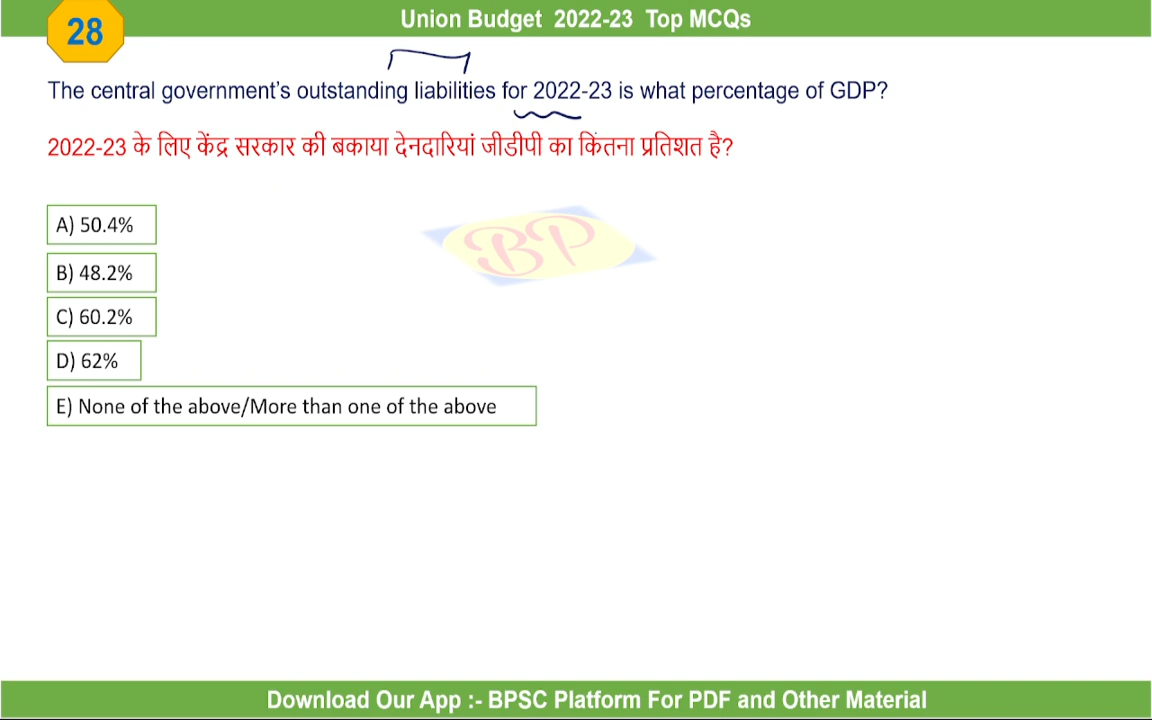 Union Budget 2022-23 Top MCQs
28
The central government's outstanding liabilities for 2022-23 is what percentage of GDP?
2022-23 के लिए केंद्र सरकार की बकाया देनदारियां जीडीपी का कितना प्रतिशत है?
BP
A) 50.4%
B) 48.2%
C) 60.2%
D) 62%
E) None of the above/More than one of the above
Download Our App :- BPSC Platform For PDF and Other Material